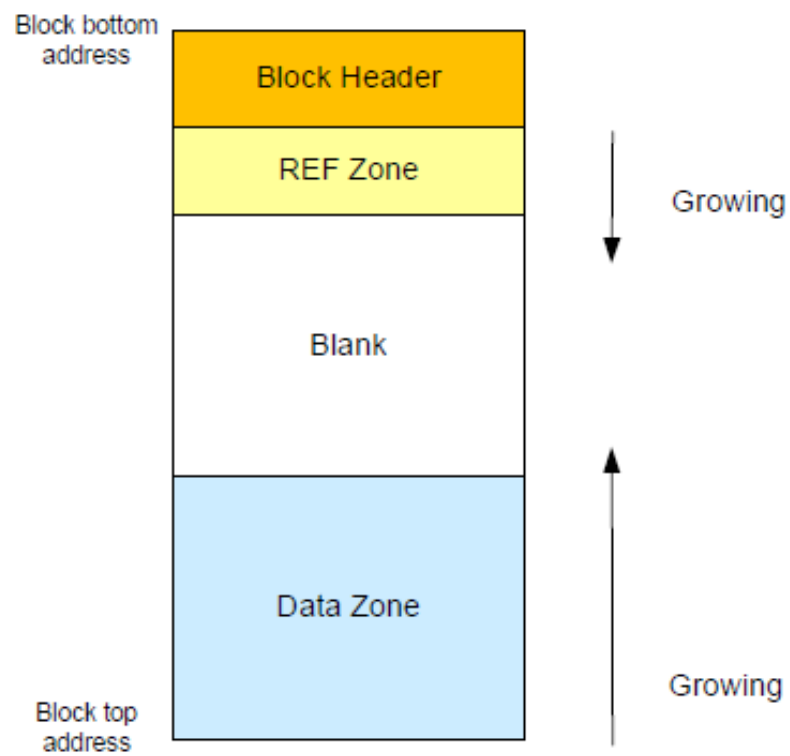 Block bottom
address
Block Header
REF Zone
Growing
Blank
Data Zone
Growing
Block top
address